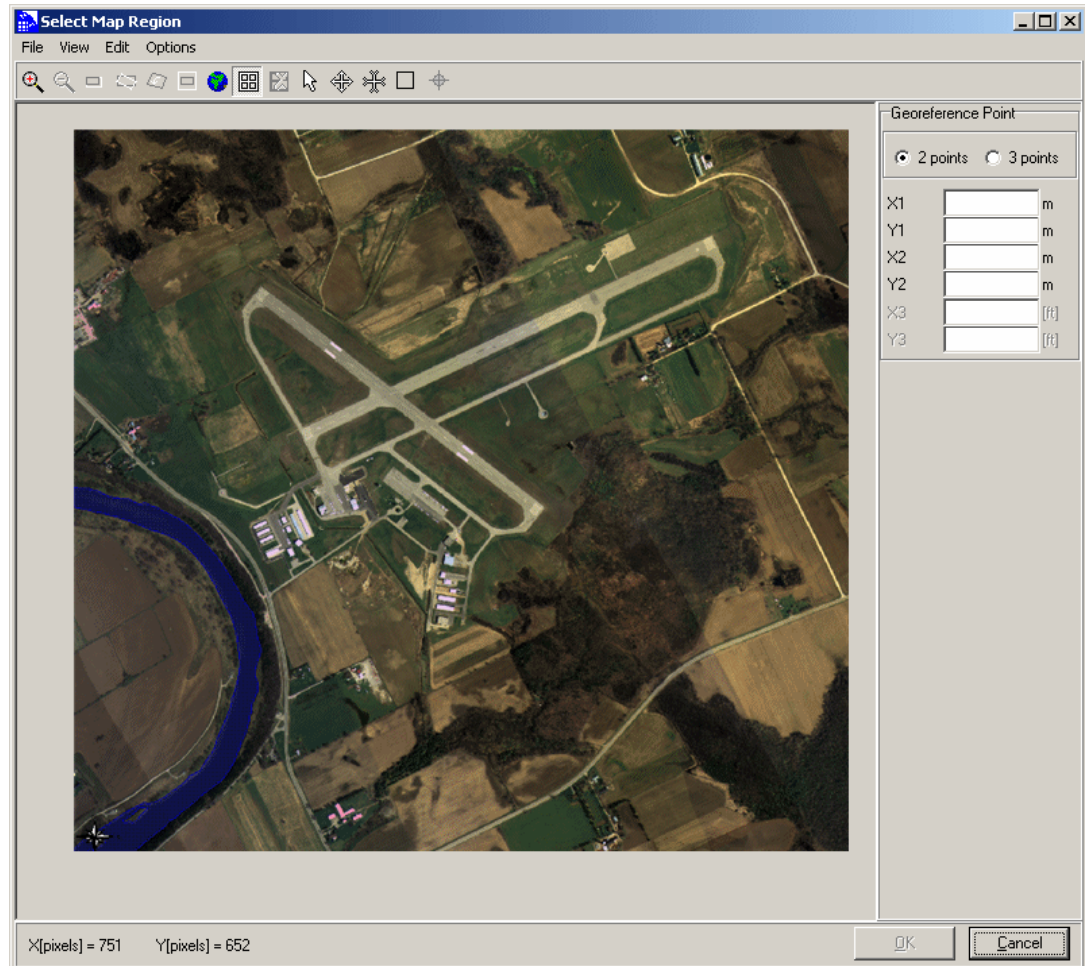 Select Map Region
File View Edit Options
Georeference Point
2 points 3 points
X1 m
Y1 m
X2 m
Y2 m
X3 [ft]
Y3 [ft]
X[pixels] = 751 Y[pixels] = 652
OK Cancel